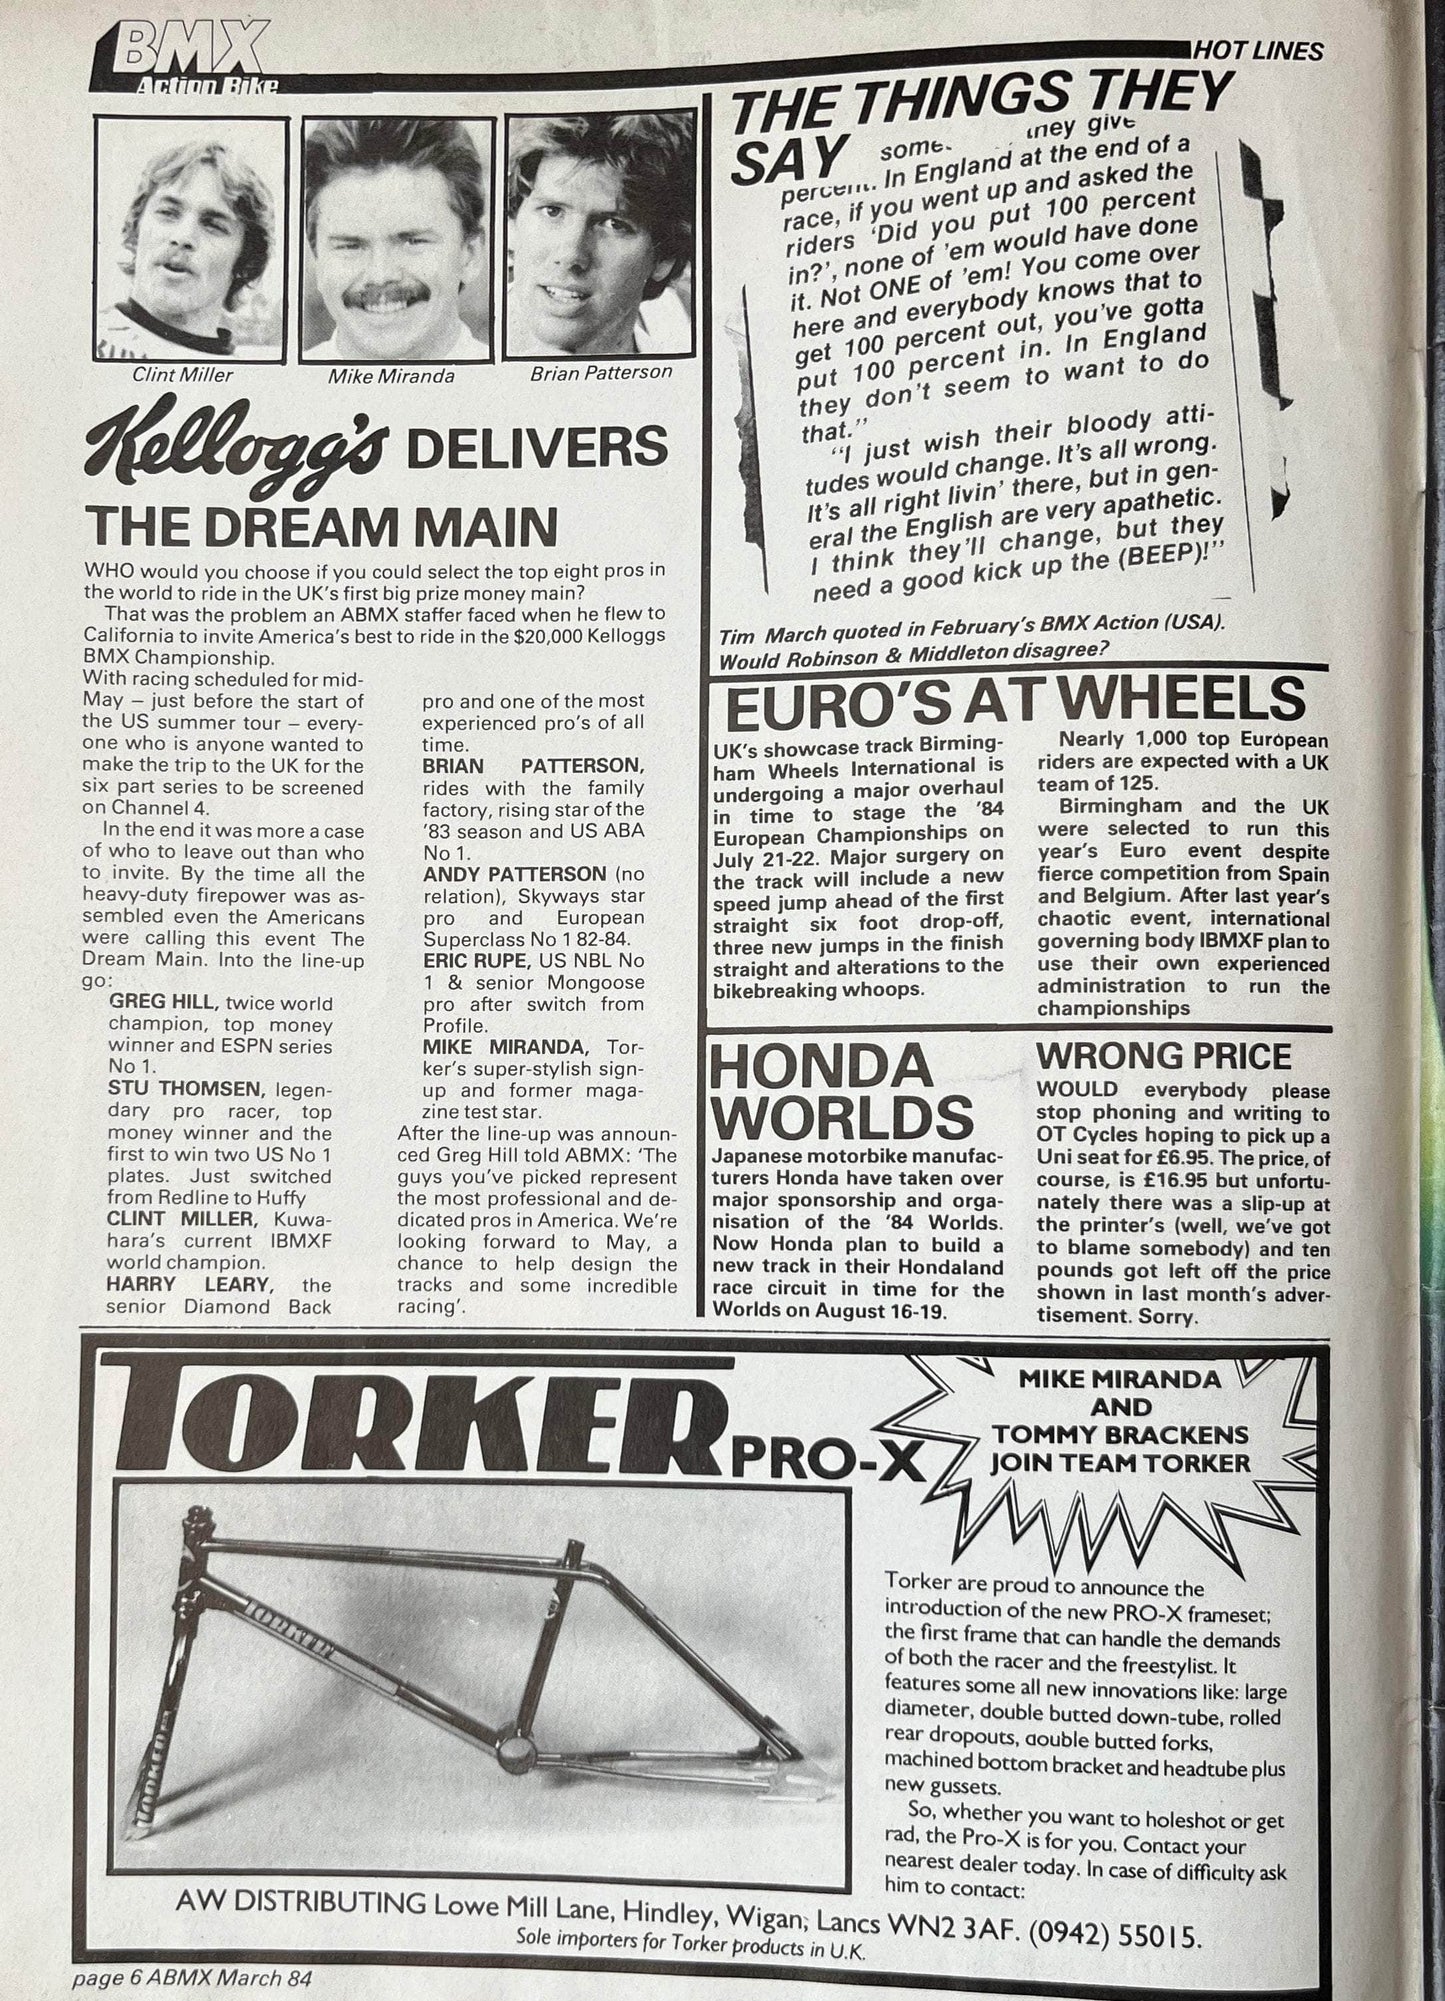 BMX
Action Bike
HOT LINES
Clint Miller
Mike Miranda
Brian Patterson
Kellogg's DELIVERS
THE DREAM MAIN
WHO would you choose if you could select the top eight pros in
the world to ride in the UK's first big prize money main?
That was the problem an ABMX staffer faced when he flew to
California to invite America's best to ride in the $20,000 Kelloggs
BMX Championship.
With racing scheduled for mid-
May – just before the start of
the US summer tour – every-
one who is anyone wanted to
make the trip to the UK for the
six part series to be screened
on Channel 4.
In the end it was more a case
of who to leave out than who
to invite. By the time all the
heavy-duty firepower was as-
sembled even the Americans
were calling this event The
Dream Main. Into the line-up
go:
GREG HILL, twice world
champion, top money
winner and ESPN series
No 1.
STU THOMSEN, legen-
dary pro racer, top
money winner and the
first to win two US No 1
plates. Just switched
from Redline to Huffy
CLINT MILLER, Kuwa-
hara's current IBMXF
world champion.
HARRY LEARY, the
senior Diamond Back
pro and one of the most
experienced pro's of all
time.
BRIAN PATTERSON,
rides with the family
factory, rising star of the
'83 season and US ABA
No 1.
ANDY PATTERSON (no
relation), Skyways star
pro and European
Superclass No 1 82-84.
ERIC RUPE, US NBL No
1 & senior Mongoose
pro after switch from
Profile.
MIKE MIRANDA, Tor-
ker's super-stylish sign-
up and former maga-
zine test star.
After the line-up was announ-
ced Greg Hill told ABMX: 'The
guys you've picked represent
the most professional and de-
dicated pros in America. We're
looking forward to May, a
chance to help design the
tracks and some incredible
racing'.
THE THINGS THEY
SAY
some they give
percent. In England at the end of a
race, if you went up and asked the
riders 'Did you put 100 percent
in?', none of 'em would have done
it. Not ONE of 'em! You come over
here and everybody knows that to
get 100 percent out, you've gotta
put 100 percent in. In England
they don't seem to want to do
that."
"I just wish their bloody atti-
tudes would change. It's all wrong.
It's all right livin' there, but in gen-
eral the English are very apathetic.
I think they'll change, but they
need a good kick up the (BEEP)!"
Tim March quoted in February's BMX Action (USA).
Would Robinson & Middleton disagree?
EURO'S AT WHEELS
UK's showcase track Birming-
ham Wheels International is
undergoing a major overhaul
in time to stage the '84
European Championships on
July 21-22. Major surgery on
the track will include a new
speed jump ahead of the first
straight six foot drop-off,
three new jumps in the finish
straight and alterations to the
bikebreaking whoops.
Nearly 1,000 top European
riders are expected with a UK
team of 125.
Birmingham and the UK
were selected to run this
year's Euro event despite
fierce competition from Spain
and Belgium. After last year's
chaotic event, international
governing body IBMXF plan to
use their own experienced
administration to run the
championships
HONDA
WORLDS
Japanese motorbike manufac-
turers Honda have taken over
major sponsorship and orga-
nisation of the '84 Worlds.
Now Honda plan to build a
new track in their Hondaland
race circuit in time for the
Worlds on August 16-19.
WRONG PRICE
WOULD everybody please
stop phoning and writing to
OT Cycles hoping to pick up a
Uni seat for £6.95. The price, of
course, is £16.95 but unfortu-
nately there was a slip-up at
the printer's (well, we've got
to blame somebody) and ten
pounds got left off the price
shown in last month's adver-
tisement. Sorry.
TORKER PRO-X
MIKE MIRANDA
AND
TOMMY BRACKENS
JOIN TEAM TORKER
TORKER
TORKER
Torker are proud to announce the
introduction of the new PRO-X frameset;
the first frame that can handle the demands
of both the racer and the freestylist. It
features some all new innovations like: large
diameter, double butted down-tube, rolled
rear dropouts, double butted forks,
machined bottom bracket and headtube plus
new gussets.
So, whether you want to holeshot or get
rad, the Pro-X is for you. Contact your
nearest dealer today. In case of difficulty ask
him to contact:
AW DISTRIBUTING Lowe Mill Lane, Hindley, Wigan, Lancs WN2 3AF. (0942) 55015.
Sole importers for Torker products in U.K.
page 6 ABMX March 84